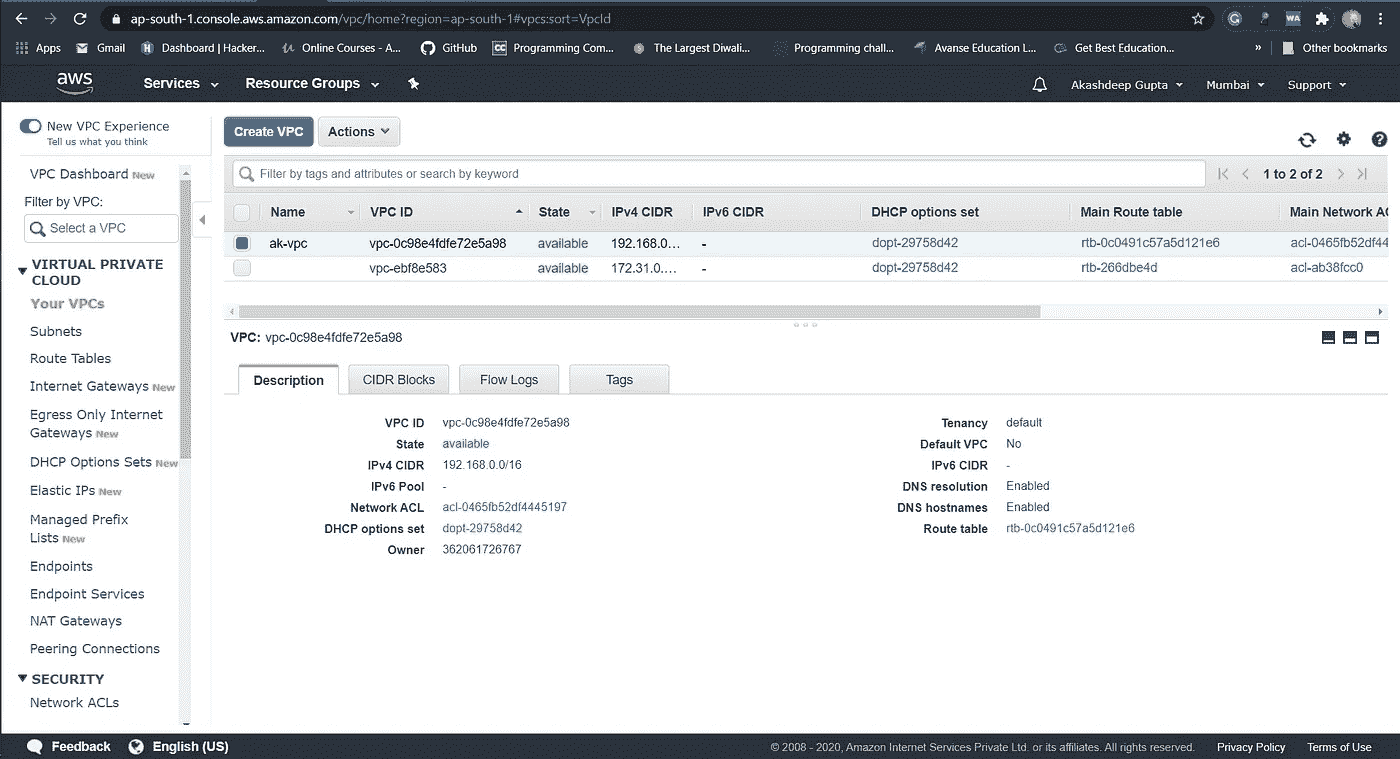 ap-south-1.console.aws.amazon.com/vpc/home?region=ap-south-1#vpcs:sort=VpcId
Apps Gmail Dashboard | Hacker... Online Courses - A... GitHub Programming Com... The Largest Diwali... Programming chall... Avanse Education L... Get Best Education... » Other bookmarks
aws Services Resource Groups Akashdeep Gupta Mumbai Support
New VPC Experience
Tell us what you think
VPC Dashboard New
Filter by VPC:
Select a VPC
VIRTUAL PRIVATE
CLOUD
Your VPCs
Subnets
Route Tables
Internet Gateways New
Egress Only Internet
Gateways New
DHCP Options Sets New
Elastic IPs New
Managed Prefix
Lists New
Endpoints
Endpoint Services
NAT Gateways
Peering Connections
SECURITY
Network ACLs
Create VPC Actions
Filter by tags and attributes or search by keyword 1 to 2 of 2
Name VPC ID State IPv4 CIDR IPv6 CIDR DHCP options set Main Route table Main Network AC
ak-vpc vpc-0c98e4fdfe72e5a98 available 192.168.0... - dopt-29758d42 rtb-0c0491c57a5d121e6 acl-0465fb52df44
vpc-ebf8e583 available 172.31.0.... - dopt-29758d42 rtb-266dbe4d acl-ab38fcc0
VPC: vpc-0c98e4fdfe72e5a98
Description CIDR Blocks Flow Logs Tags
VPC ID vpc-0c98e4fdfe72e5a98 Tenancy default
State available Default VPC No
IPv4 CIDR 192.168.0.0/16 IPv6 CIDR -
IPv6 Pool - DNS resolution Enabled
Network ACL acl-0465fb52df4445197 DNS hostnames Enabled
DHCP options set dopt-29758d42 Route table rtb-0c0491c57a5d121e6
Owner 362061726767
Feedback English (US) © 2008 - 2020, Amazon Internet Services Private Ltd. or its affiliates. All rights reserved. Privacy Policy Terms of Use